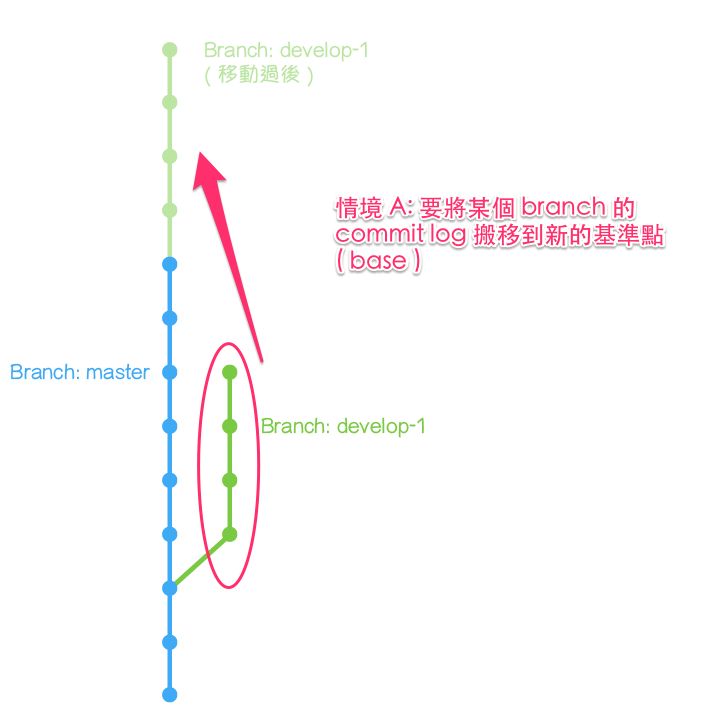 Branch: develop-1
( 移動過後 )
情境 A: 要將某個 branch 的
commit log 搬移到新的基準點
( base )
Branch: master
Branch: develop-1